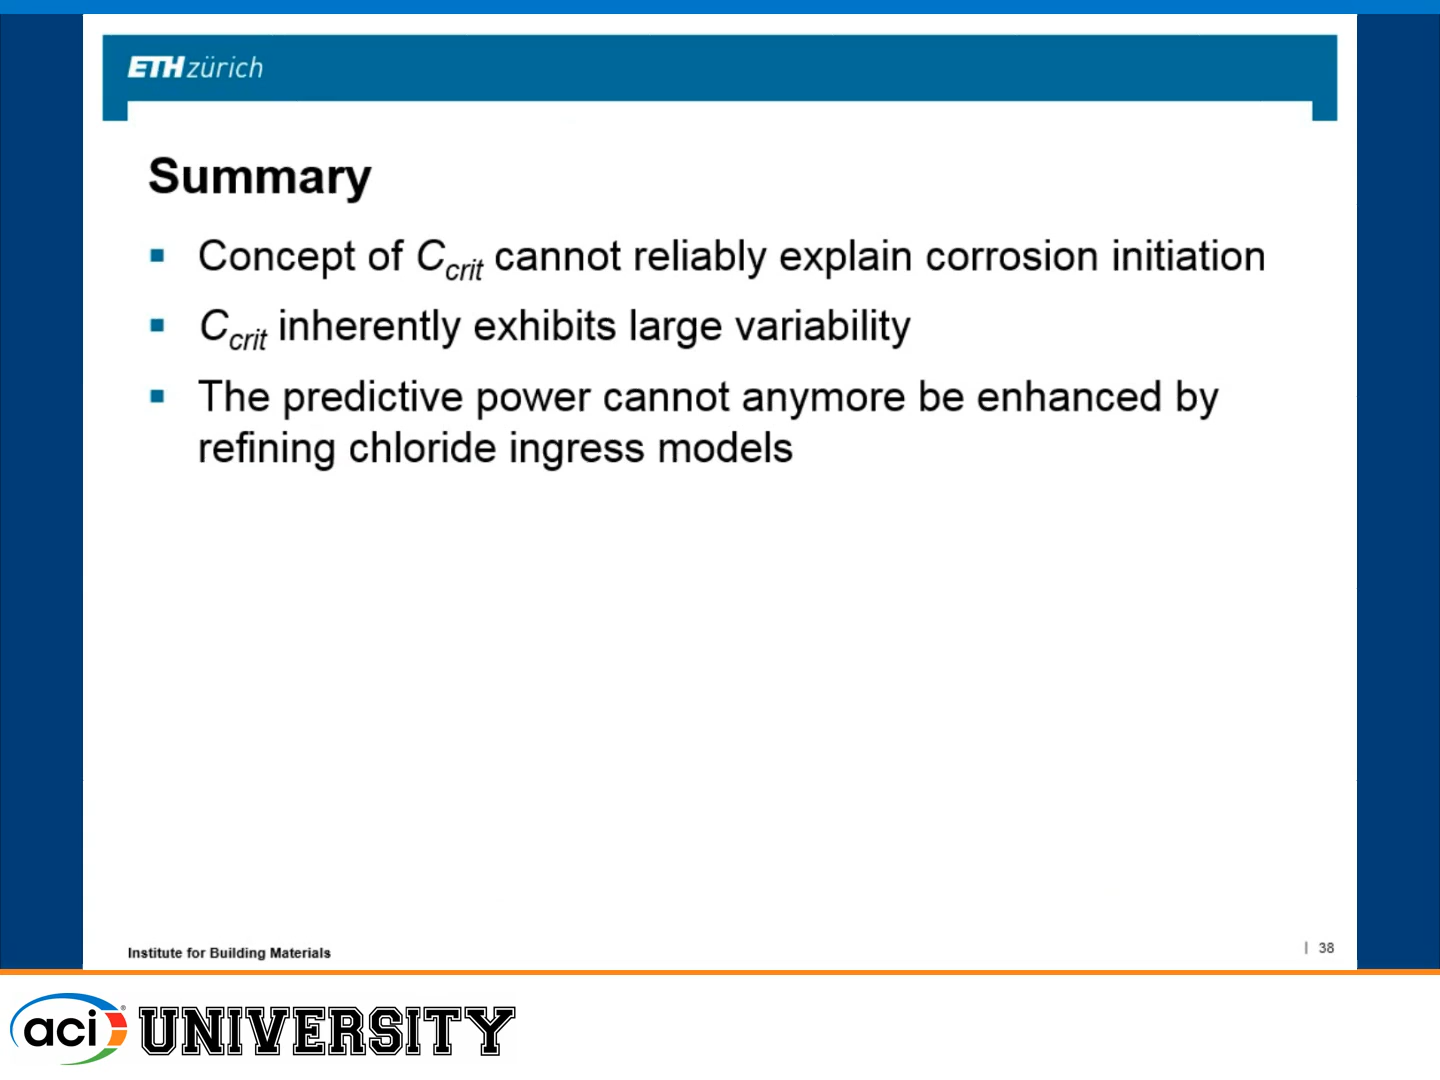 ETH zürich
Summary
▪ Concept of Ccrit cannot reliably explain corrosion initiation
▪ Ccrit inherently exhibits large variability
▪ The predictive power cannot anymore be enhanced by
refining chloride ingress models
Institute for Building Materials
| 38
aci® UNIVERSITY